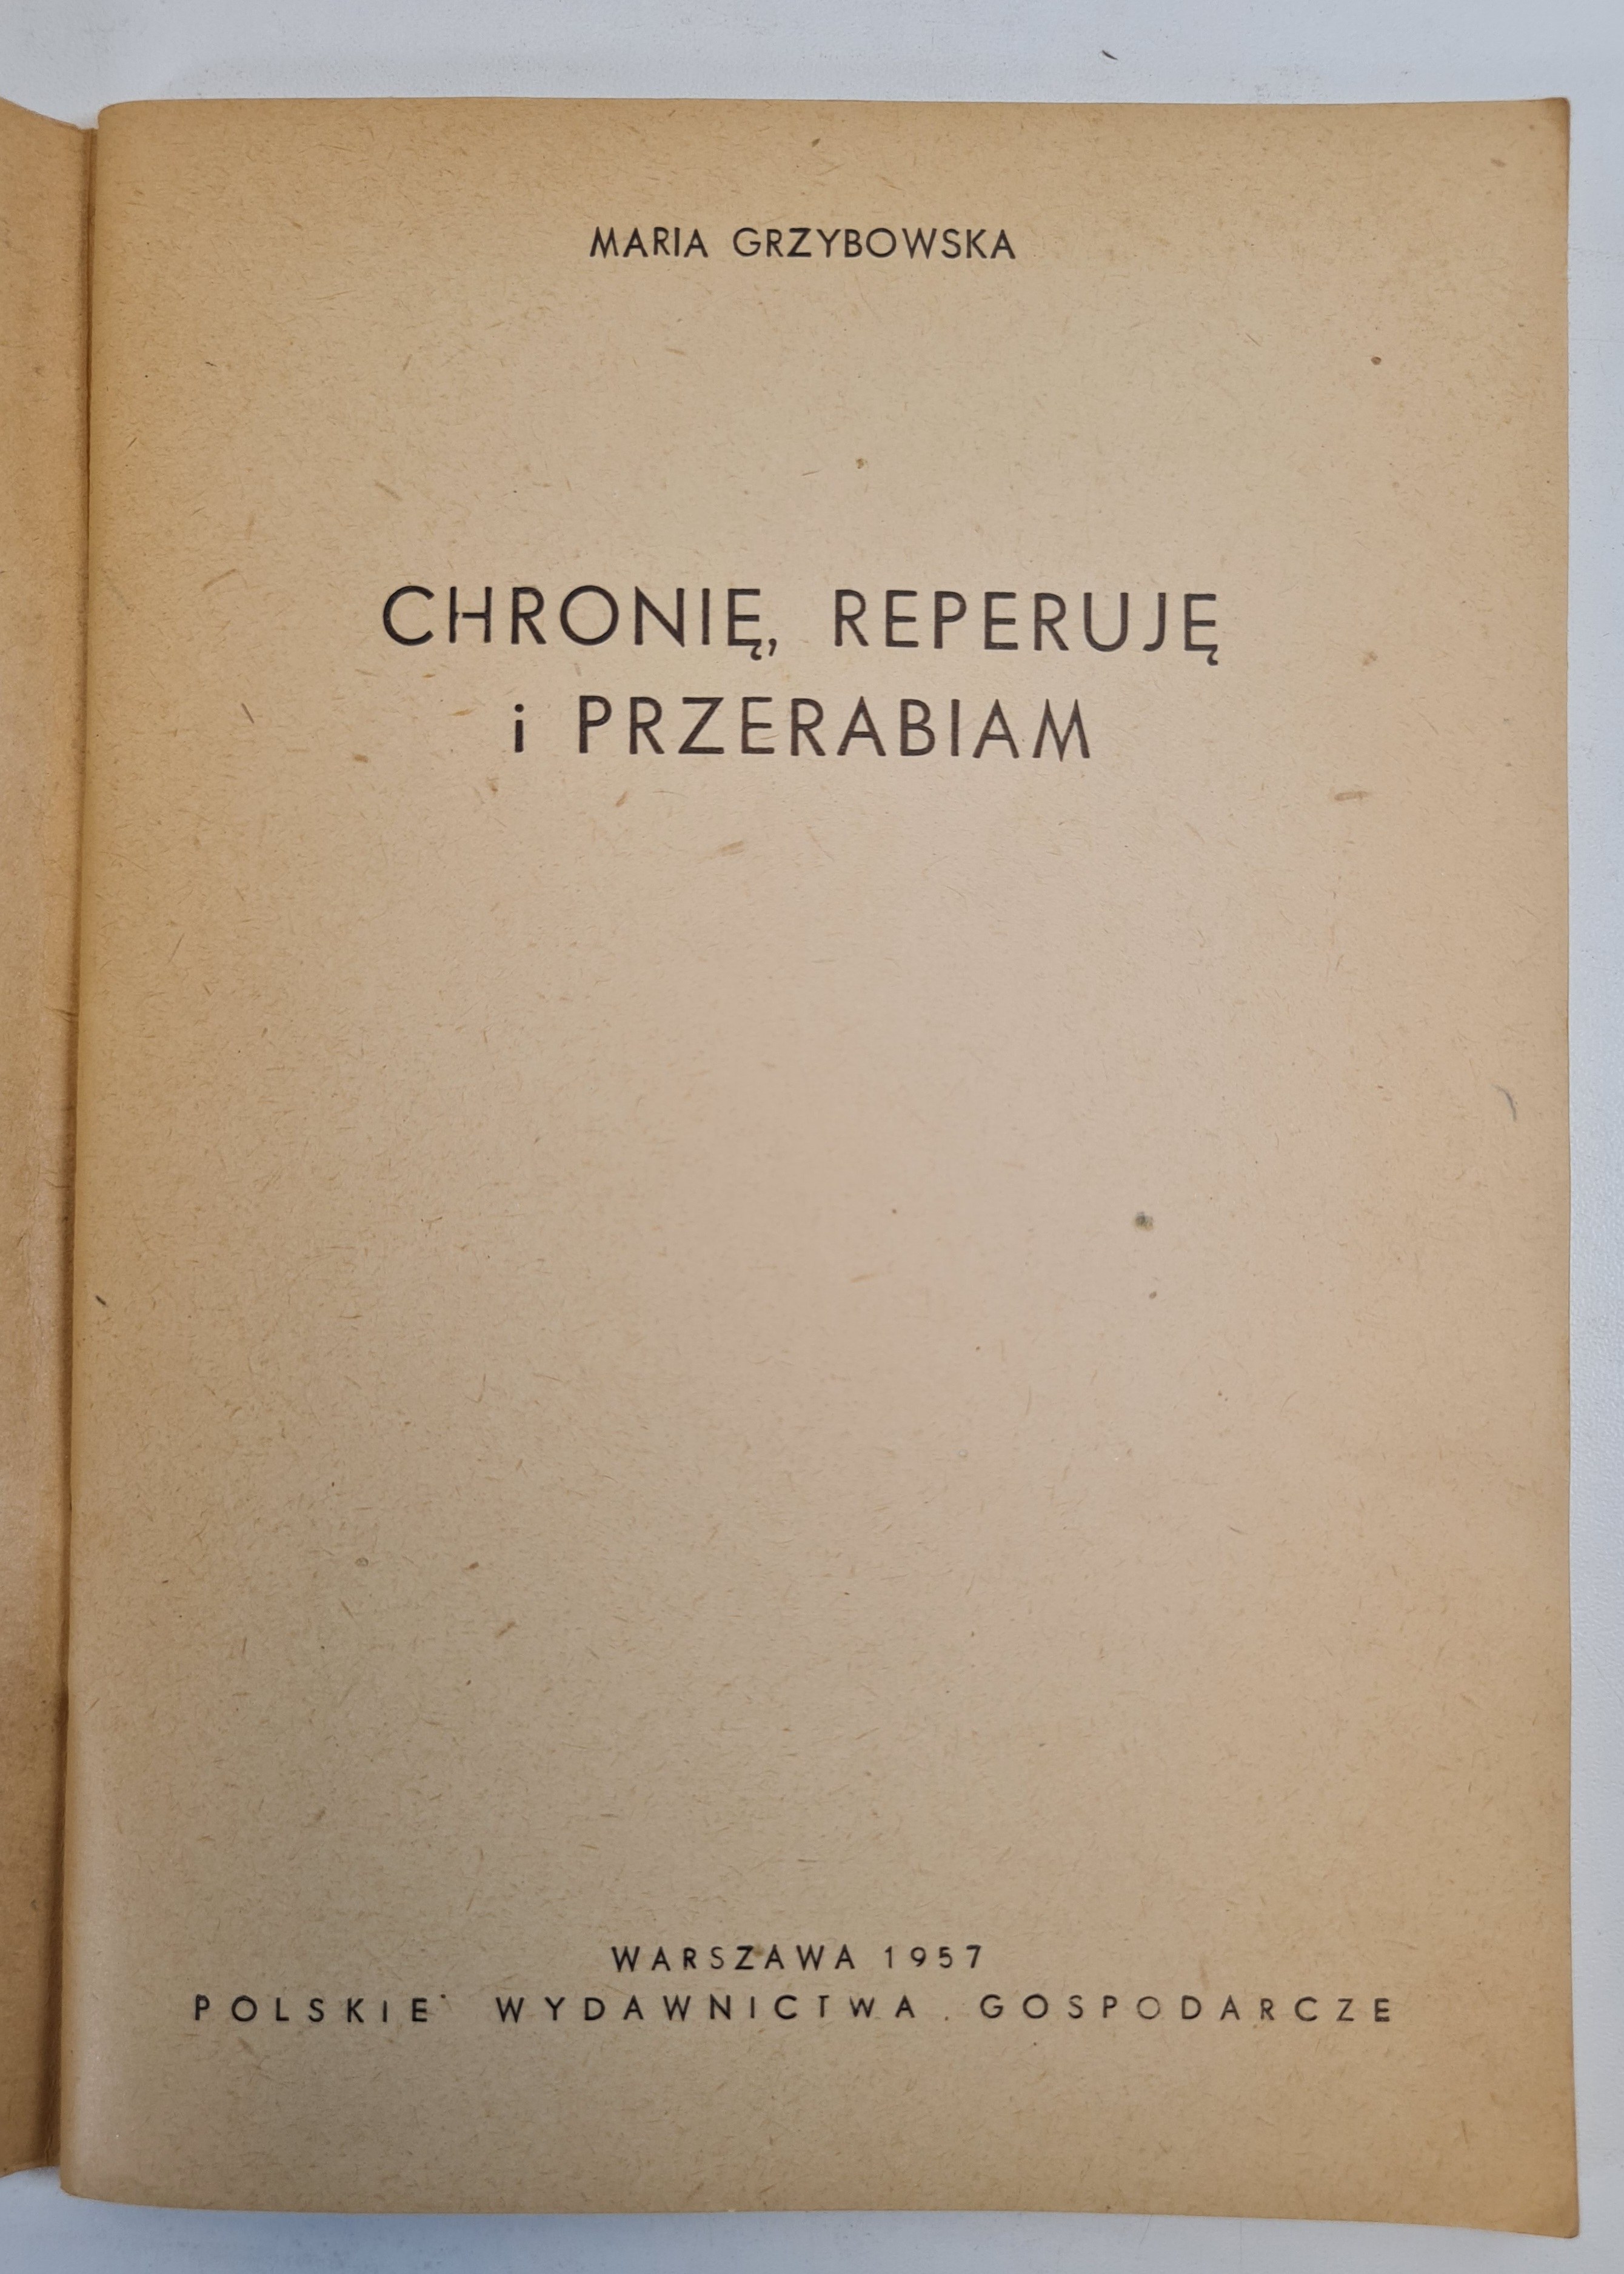 MARIA GRZYBOWSKA
CHRONIĘ, REPERUJĘ
i PRZERABIAM
WARSZAWA 1957
POLSKIE WYDAWNICTWA GOSPODARCZE